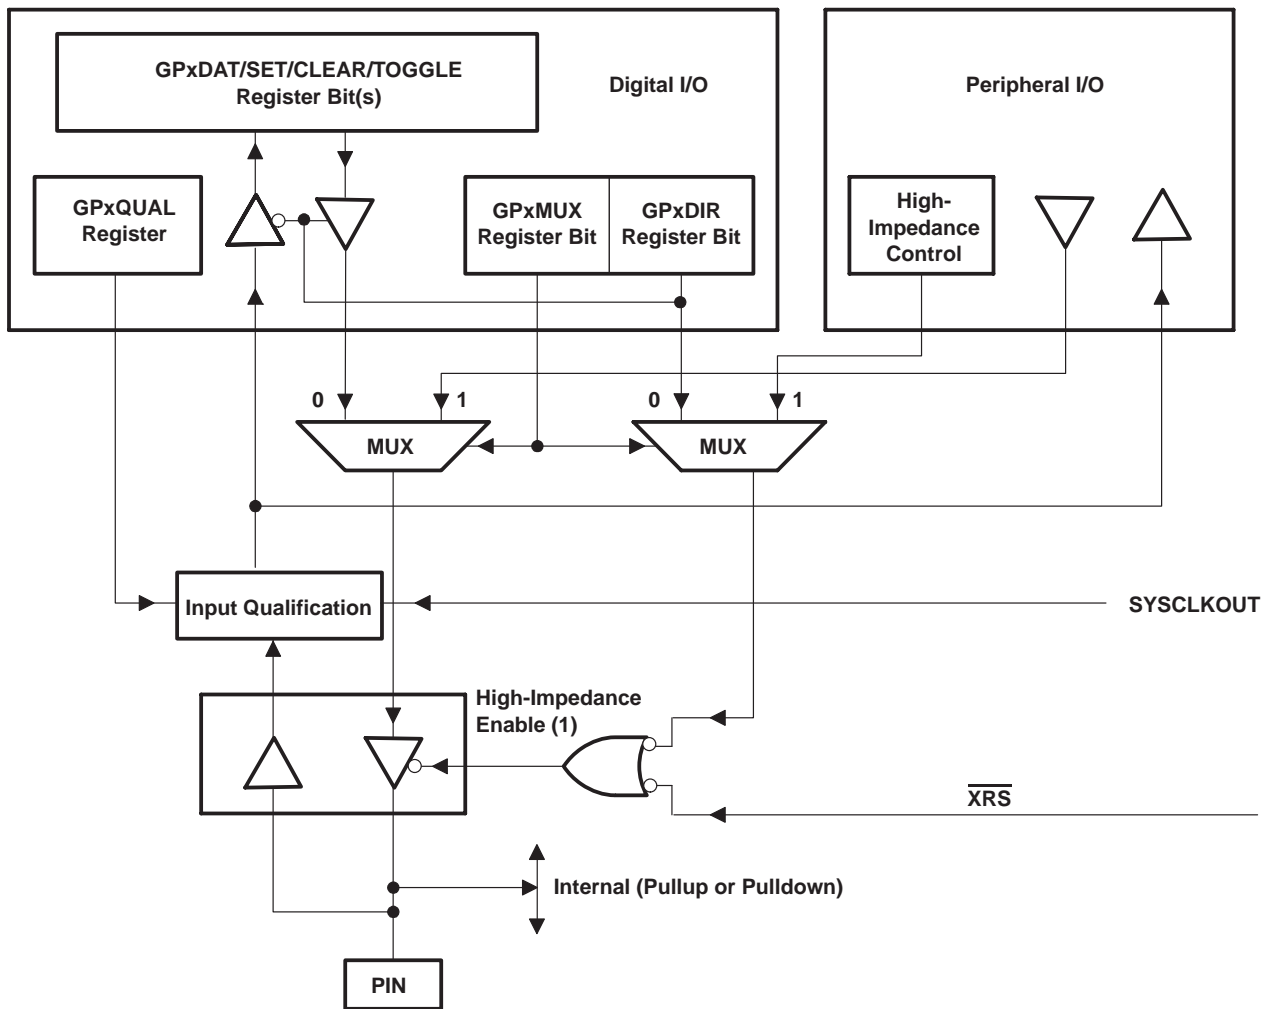 GPxDAT/SET/CLEAR/TOGGLE
Register Bit(s)
Digital I/O
Peripheral I/O
GPxQUAL
Register
GPxMUX
Register Bit
GPxDIR
Register Bit
High-
Impedance
Control
0
1
0
1
MUX
MUX
Input Qualification
SYSCLKOUT
High-Impedance
Enable (1)
XRS
Internal (Pullup or Pulldown)
PIN